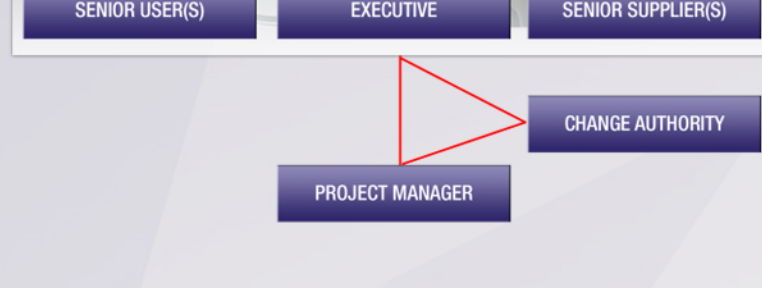 SENIOR USER(S)
EXECUTIVE
SENIOR SUPPLIER(S)
CHANGE AUTHORITY
PROJECT MANAGER